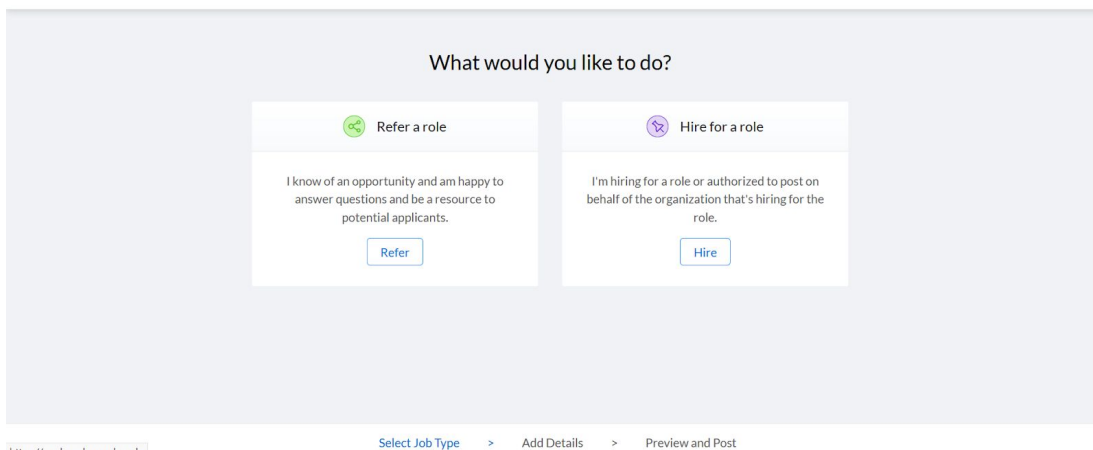 What would you like to do?
Refer a role
I know of an opportunity and am happy to
answer questions and be a resource to
potential applicants.
Refer
Hire for a role
I'm hiring for a role or authorized to post on
behalf of the organization that's hiring for the
role.
Hire
Select Job Type > Add Details > Preview and Post